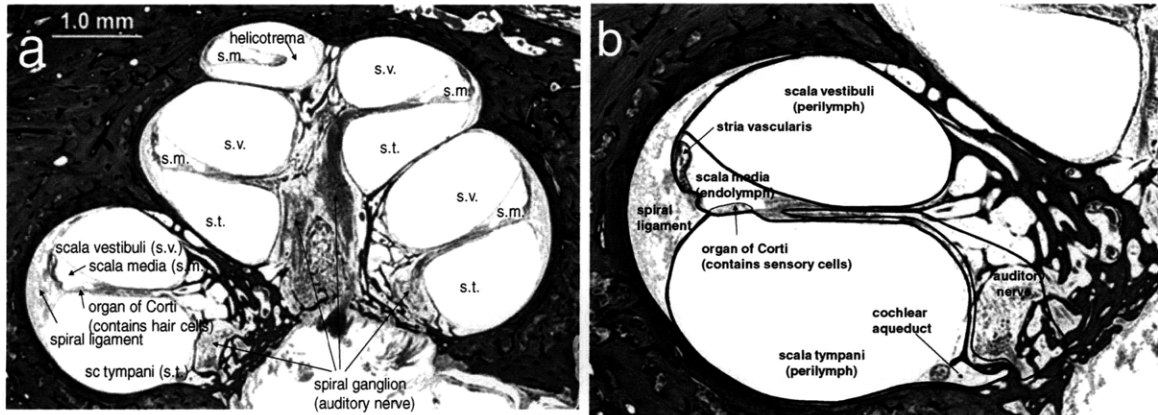 1.0 mm
a
helicotrema
s.m.
s.v.
s.m.
s.v.
s.m.
s.t.
s.v.
s.m.
s.t.
s.t.
scala vestibuli (s.v.)
scala media (s.m.
organ of Corti
(contains hair cells)
spiral ligament
sc tympani (s.t.)
spiral ganglion
(auditory nerve)
b
scala vestibuli
(perilymph)
stria vascularis
scala media
(endolymph)
spiral
ligament
organ of Corti
(contains sensory cells)
auditory
nerve
cochlear
aqueduct
scala tympani
(perilymph)